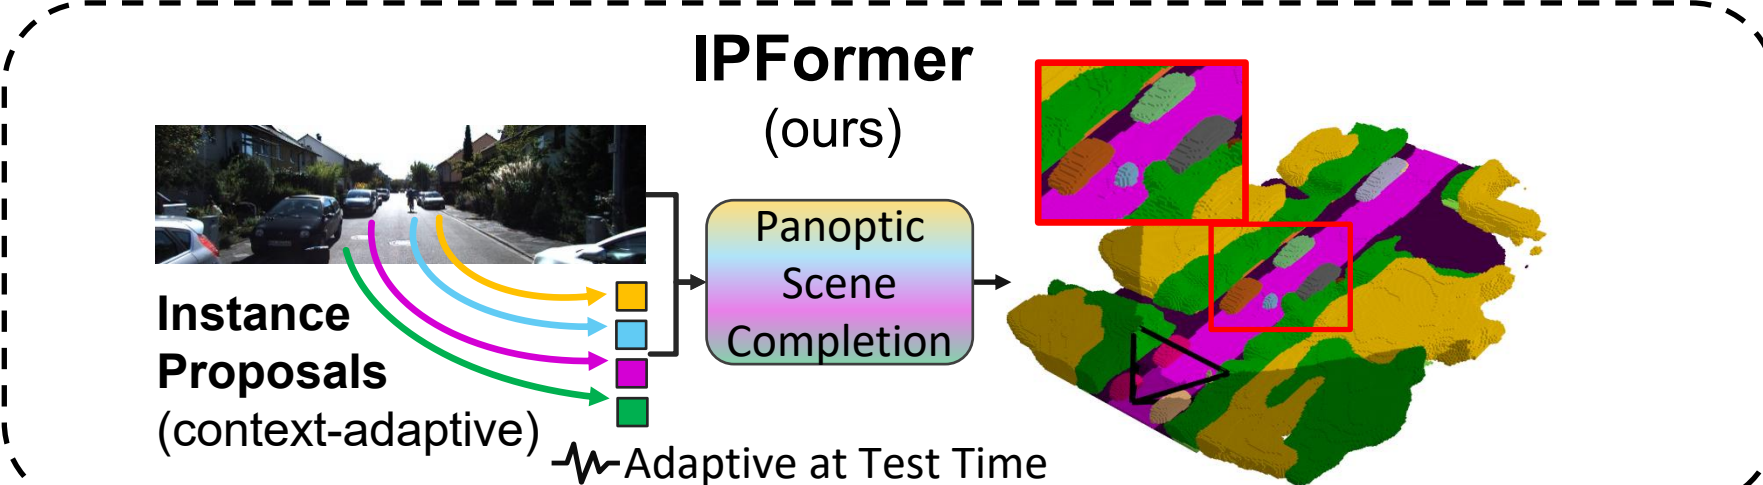 IPFormer
(ours)
Instance
Proposals
(context-adaptive)
Panoptic
Scene
Completion
Adaptive at Test Time